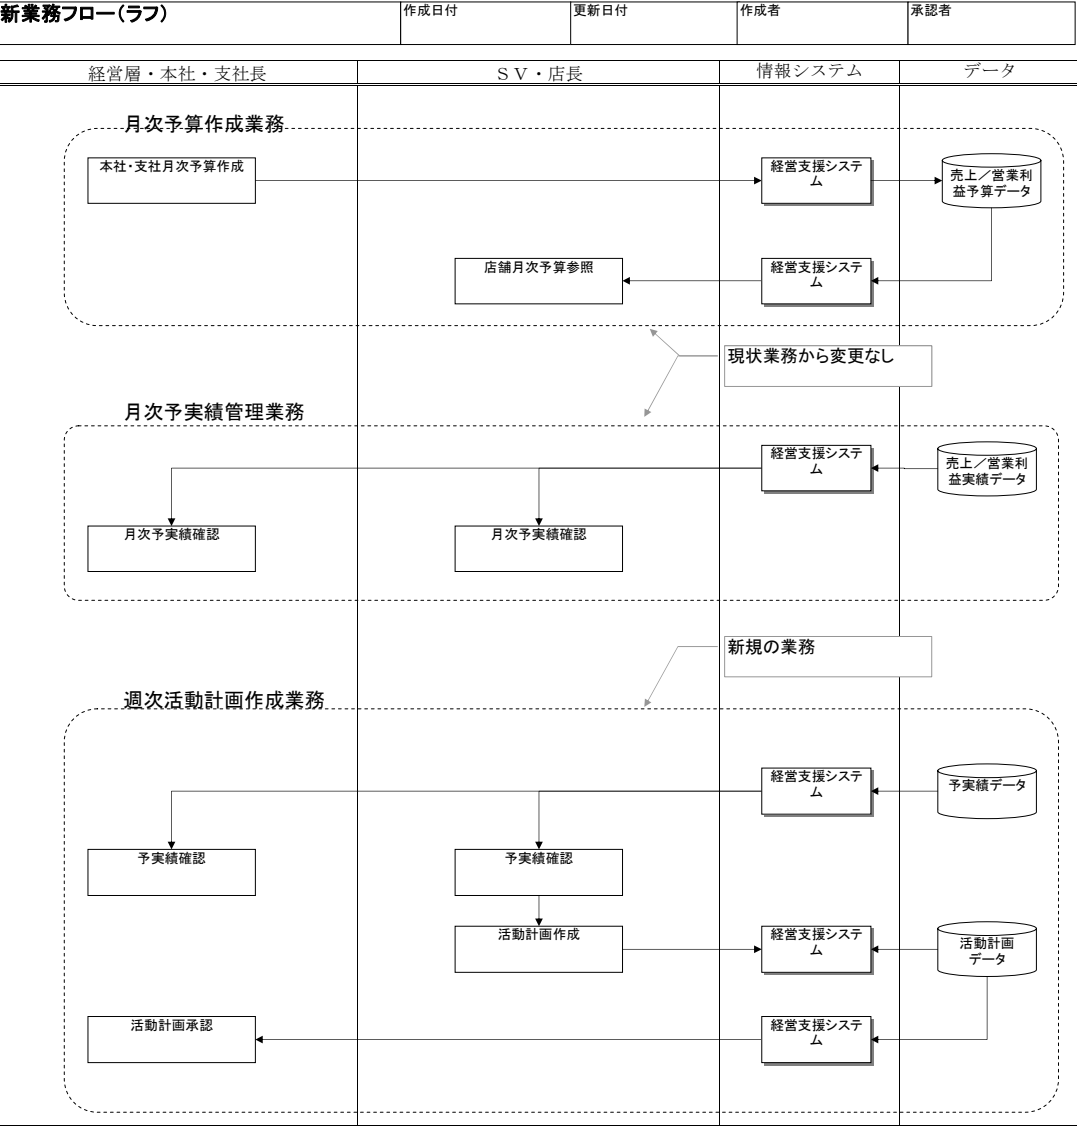 新業務フロー(ラフ)
作成日付
更新日付
作成者
承認者
経営層・本社・支社長
ＳＶ・店長
情報システム
データ
月次予算作成業務
本社・支社月次予算作成
経営支援システ
ム
売上／営業利
益予算データ
店舗月次予算参照
経営支援システ
ム
現状業務から変更なし
月次予実績管理業務
経営支援システ
ム
売上／営業利
益実績データ
月次予実績確認
月次予実績確認
新規の業務
週次活動計画作成業務
経営支援システ
ム
予実績データ
予実績確認
予実績確認
活動計画作成
経営支援システ
ム
活動計画
データ
活動計画承認
経営支援システ
ム